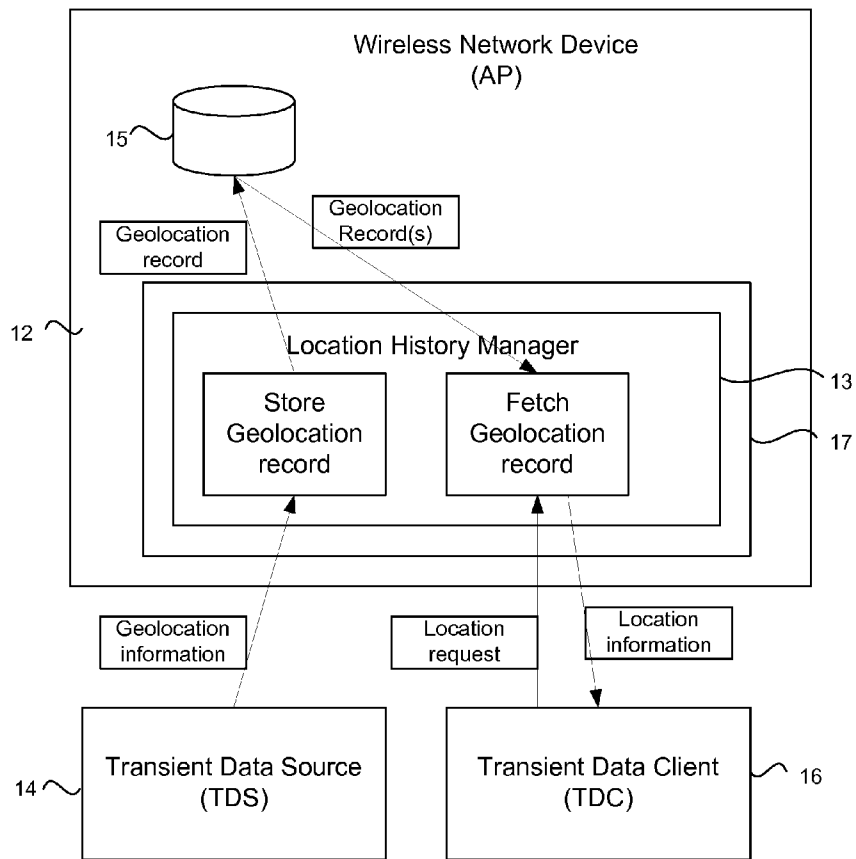 Wireless Network Device
(AP)
15
Geolocation
record
Geolocation
Record(s)
12
Location History Manager
13
Store
Geolocation
record
Fetch
Geolocation
record
17
Geolocation
information
Location
request
Location
information
Transient Data Source
(TDS)
14
Transient Data Client
(TDC)
16